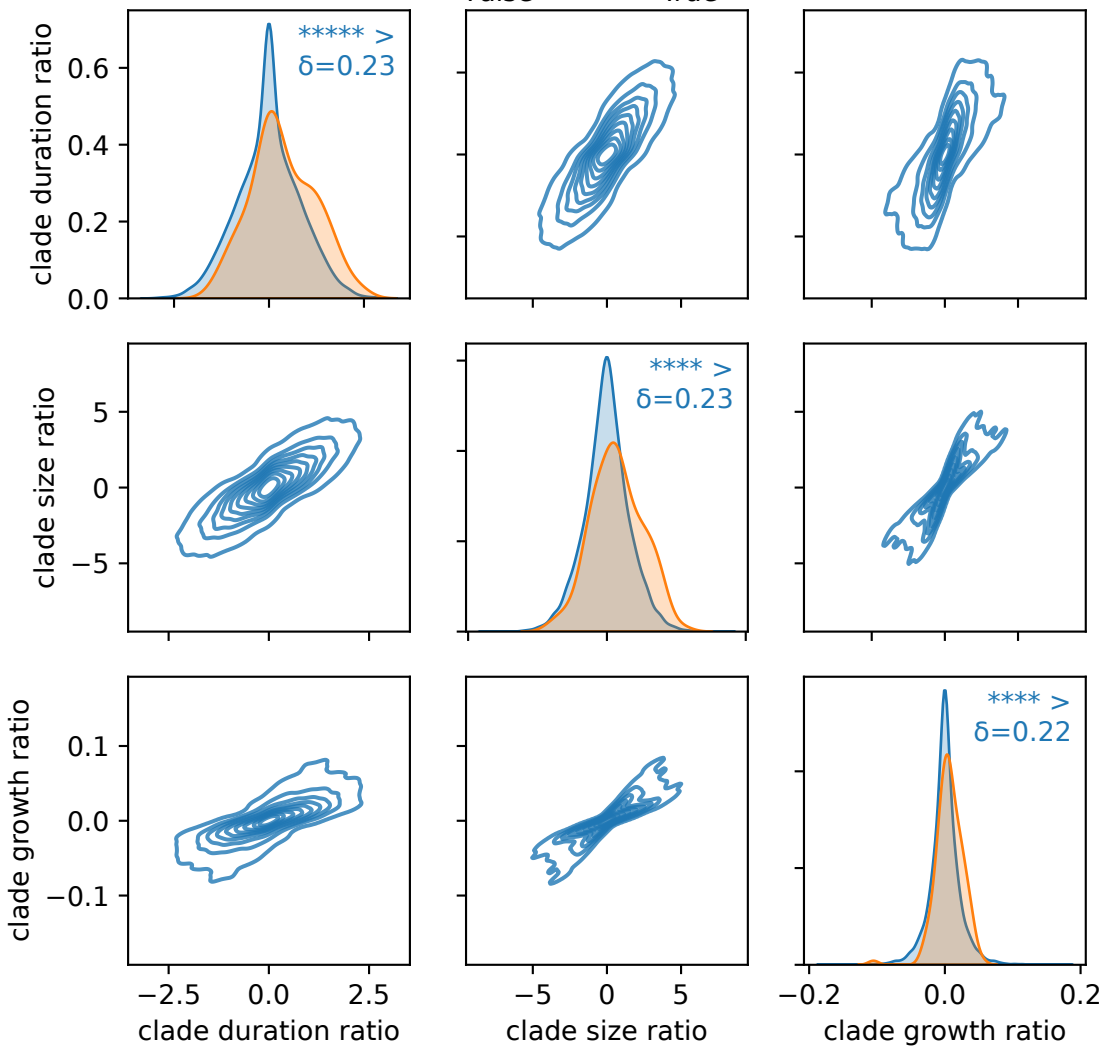 clade duration ratio
0.6
0.4
0.2
0.0
***** >
δ=0.23
clade size ratio
5
0
−5
**** >
δ=0.23
clade growth ratio
0.1
0.0
−0.1
**** >
δ=0.22
−2.5 0.0 2.5
−5 0 5
−0.2 0.0 0.2
clade duration ratio
clade size ratio
clade growth ratio